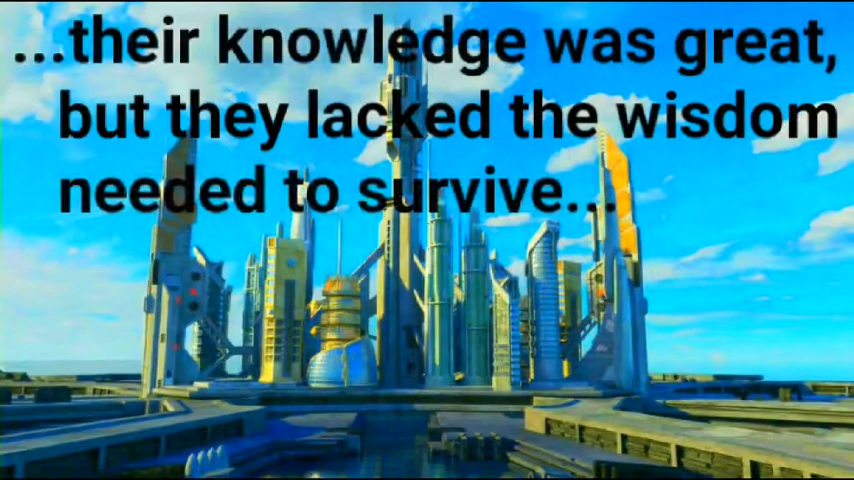 ...their knowledge was great,
but they lacked the wisdom
needed to survive...